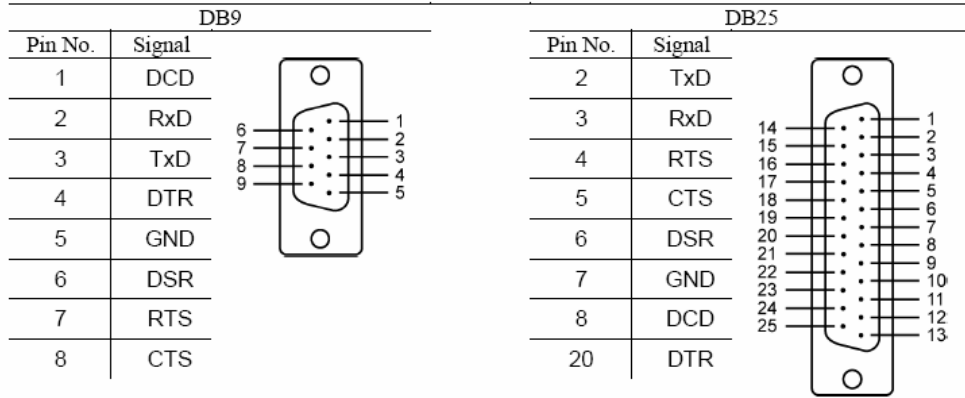 DB9
Pin No. Signal
1 DCD
2 RxD
3 TxD
4 DTR
5 GND
6 DSR
7 RTS
8 CTS
6
7
8
9
1
2
3
4
5
DB25
Pin No. Signal
2 TxD
3 RxD
4 RTS
5 CTS
6 DSR
7 GND
8 DCD
20 DTR
14
15
16
17
18
19
20
21
22
23
24
25
1
2
3
4
5
6
7
8
9
10
11
12
13